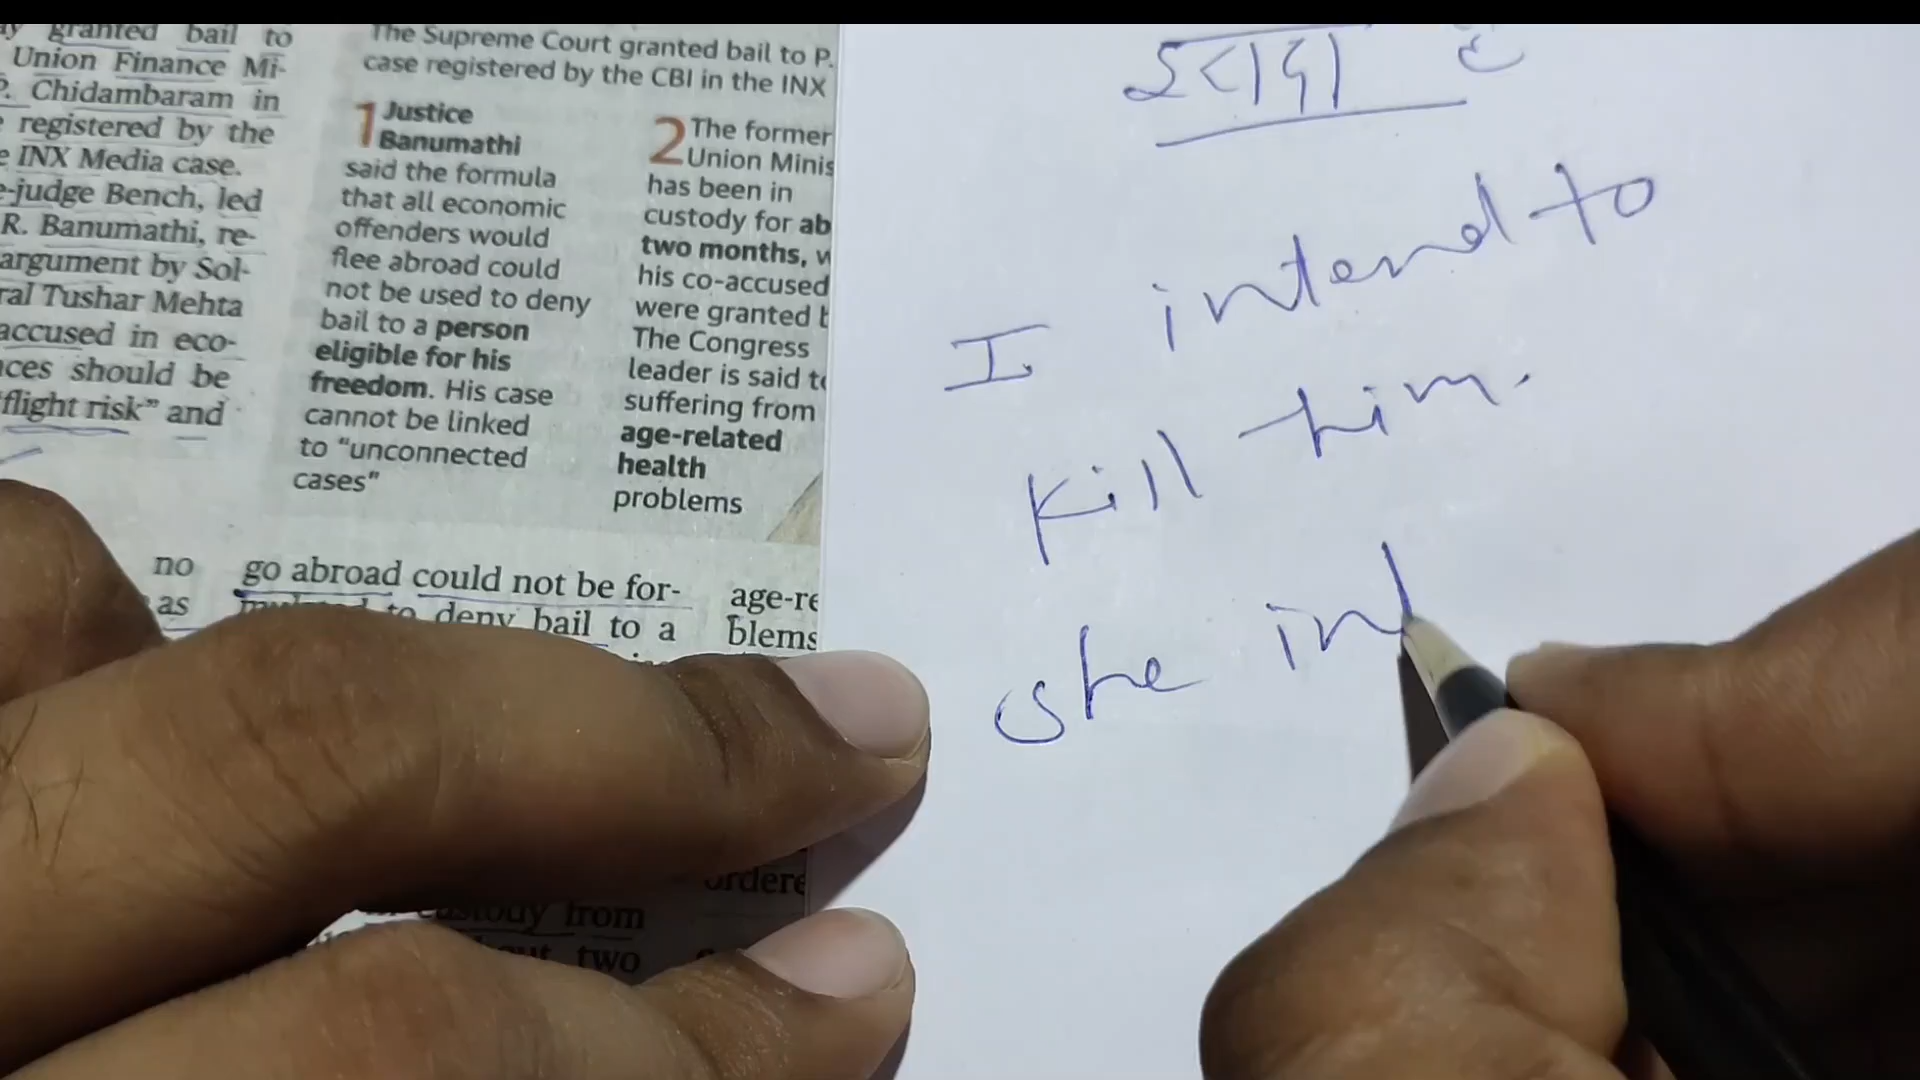 granted bail to
Union Finance Mi-
P. Chidambaram in
registered by the
INX Media case.
-judge Bench, led
R. Banumathi, re-
argument by Sol-
ral Tushar Mehta
accused in eco-
nces should be
"flight risk" and
The Supreme Court granted bail to P.
case registered by the CBI in the INX
1 Justice
Banumathi
said the formula
that all economic
offenders would
flee abroad could
not be used to deny
bail to a person
eligible for his
freedom. His case
cannot be linked
to "unconnected
cases"
2 The former
Union Minis
has been in
custody for ab
two months, w
his co-accused
were granted b
The Congress
leader is said to
suffering from
age-related
health
problems
no
as
go abroad could not be for-
to deny bail to a
age-re
blems
ordere
custody from
two
इरादा है
I intend to
kill him.
she int